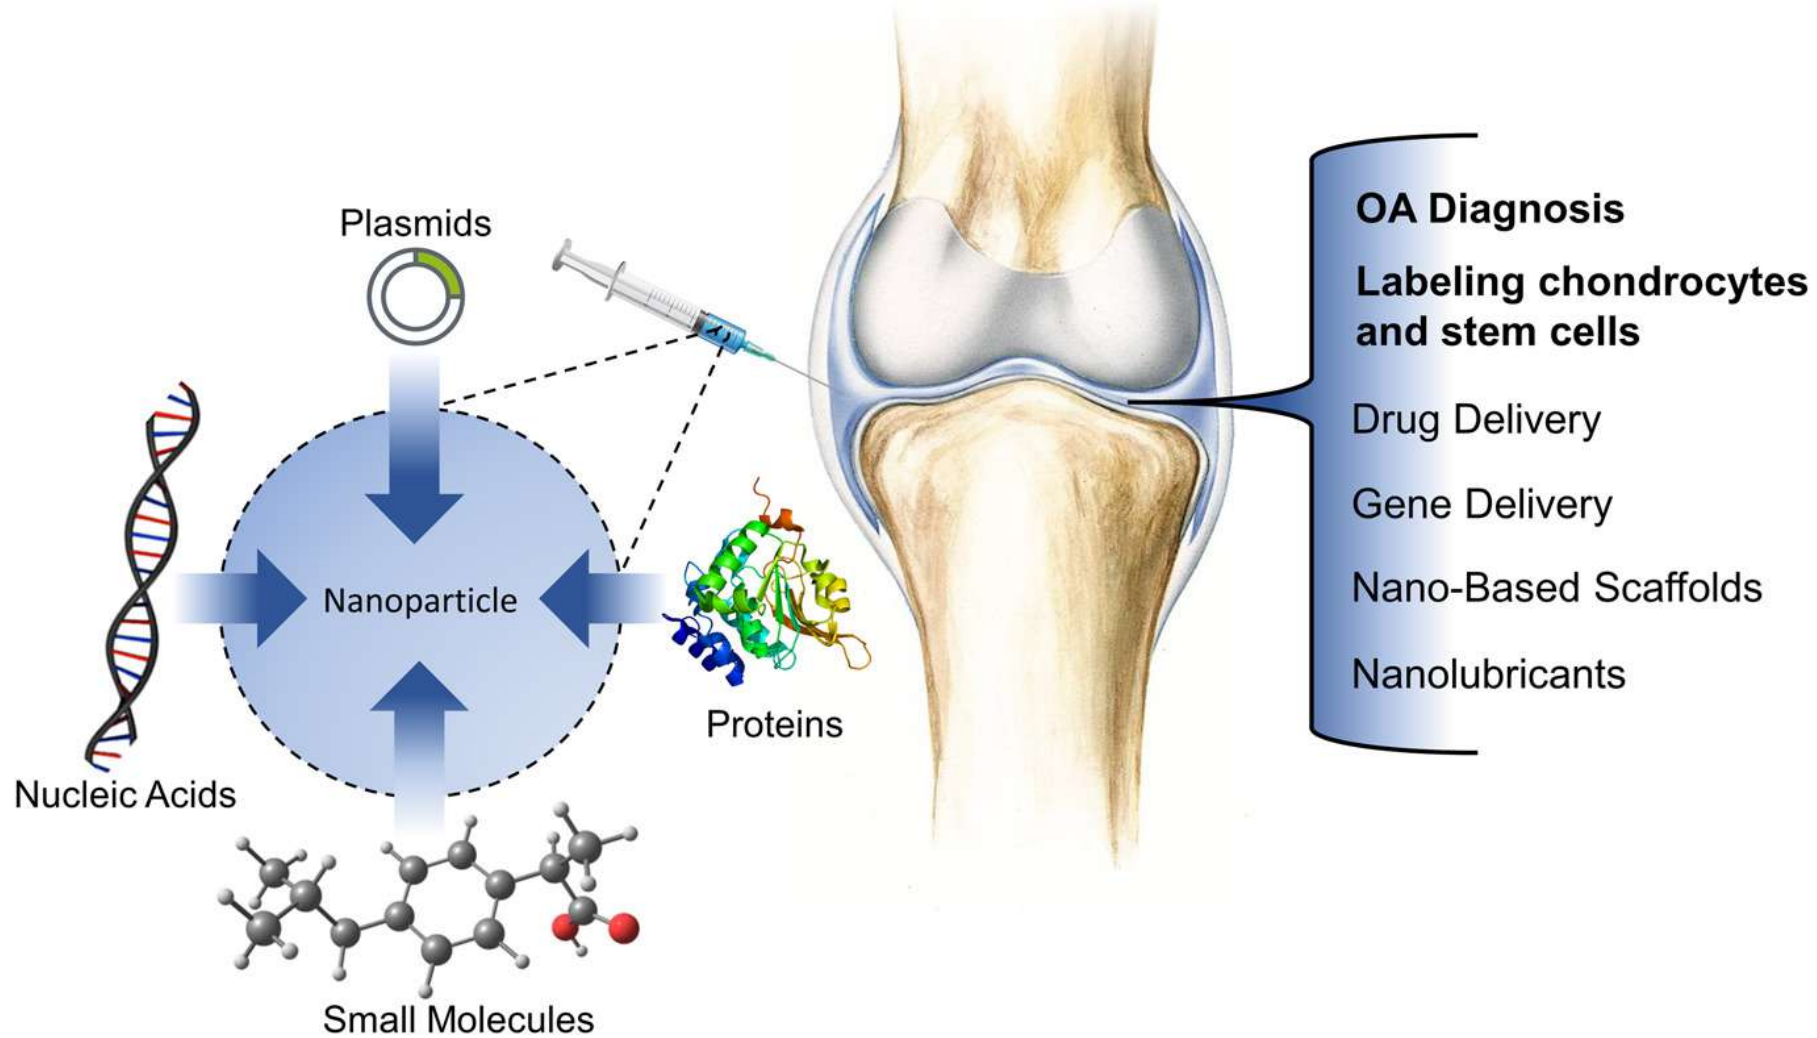 Plasmids
Nucleic Acids
Nanoparticle
Proteins
Small Molecules
OA Diagnosis
Labeling chondrocytes
and stem cells
Drug Delivery
Gene Delivery
Nano-Based Scaffolds
Nanolubricants